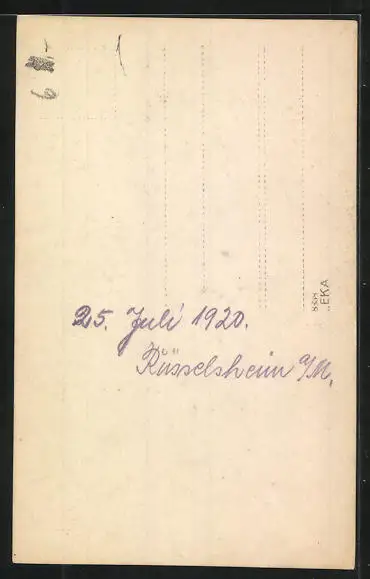 25. Juli 1920.
Rüsselsheim a/M.
EKA